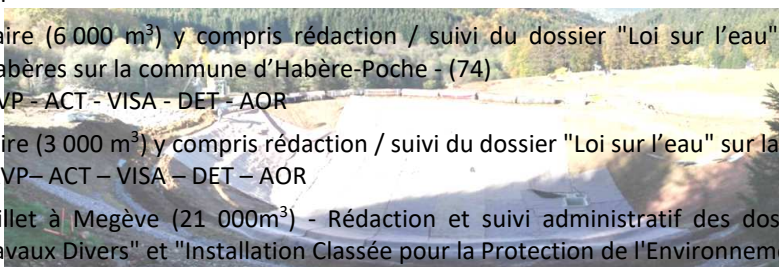 aire (6 000 m³) y compris rédaction / suivi du dossier "Loi sur l’eau"
abères sur la commune d’Habère-Poche - (74)
VP - ACT - VISA - DET - AOR
ire (3 000 m³) y compris rédaction / suivi du dossier "Loi sur l’eau" sur la
VP– ACT – VISA – DET – AOR
illet à Megève (21 000m³) - Rédaction et suivi administratif des dos
avaux Divers" et "Installation Classée pour la Protection de l'Environnem